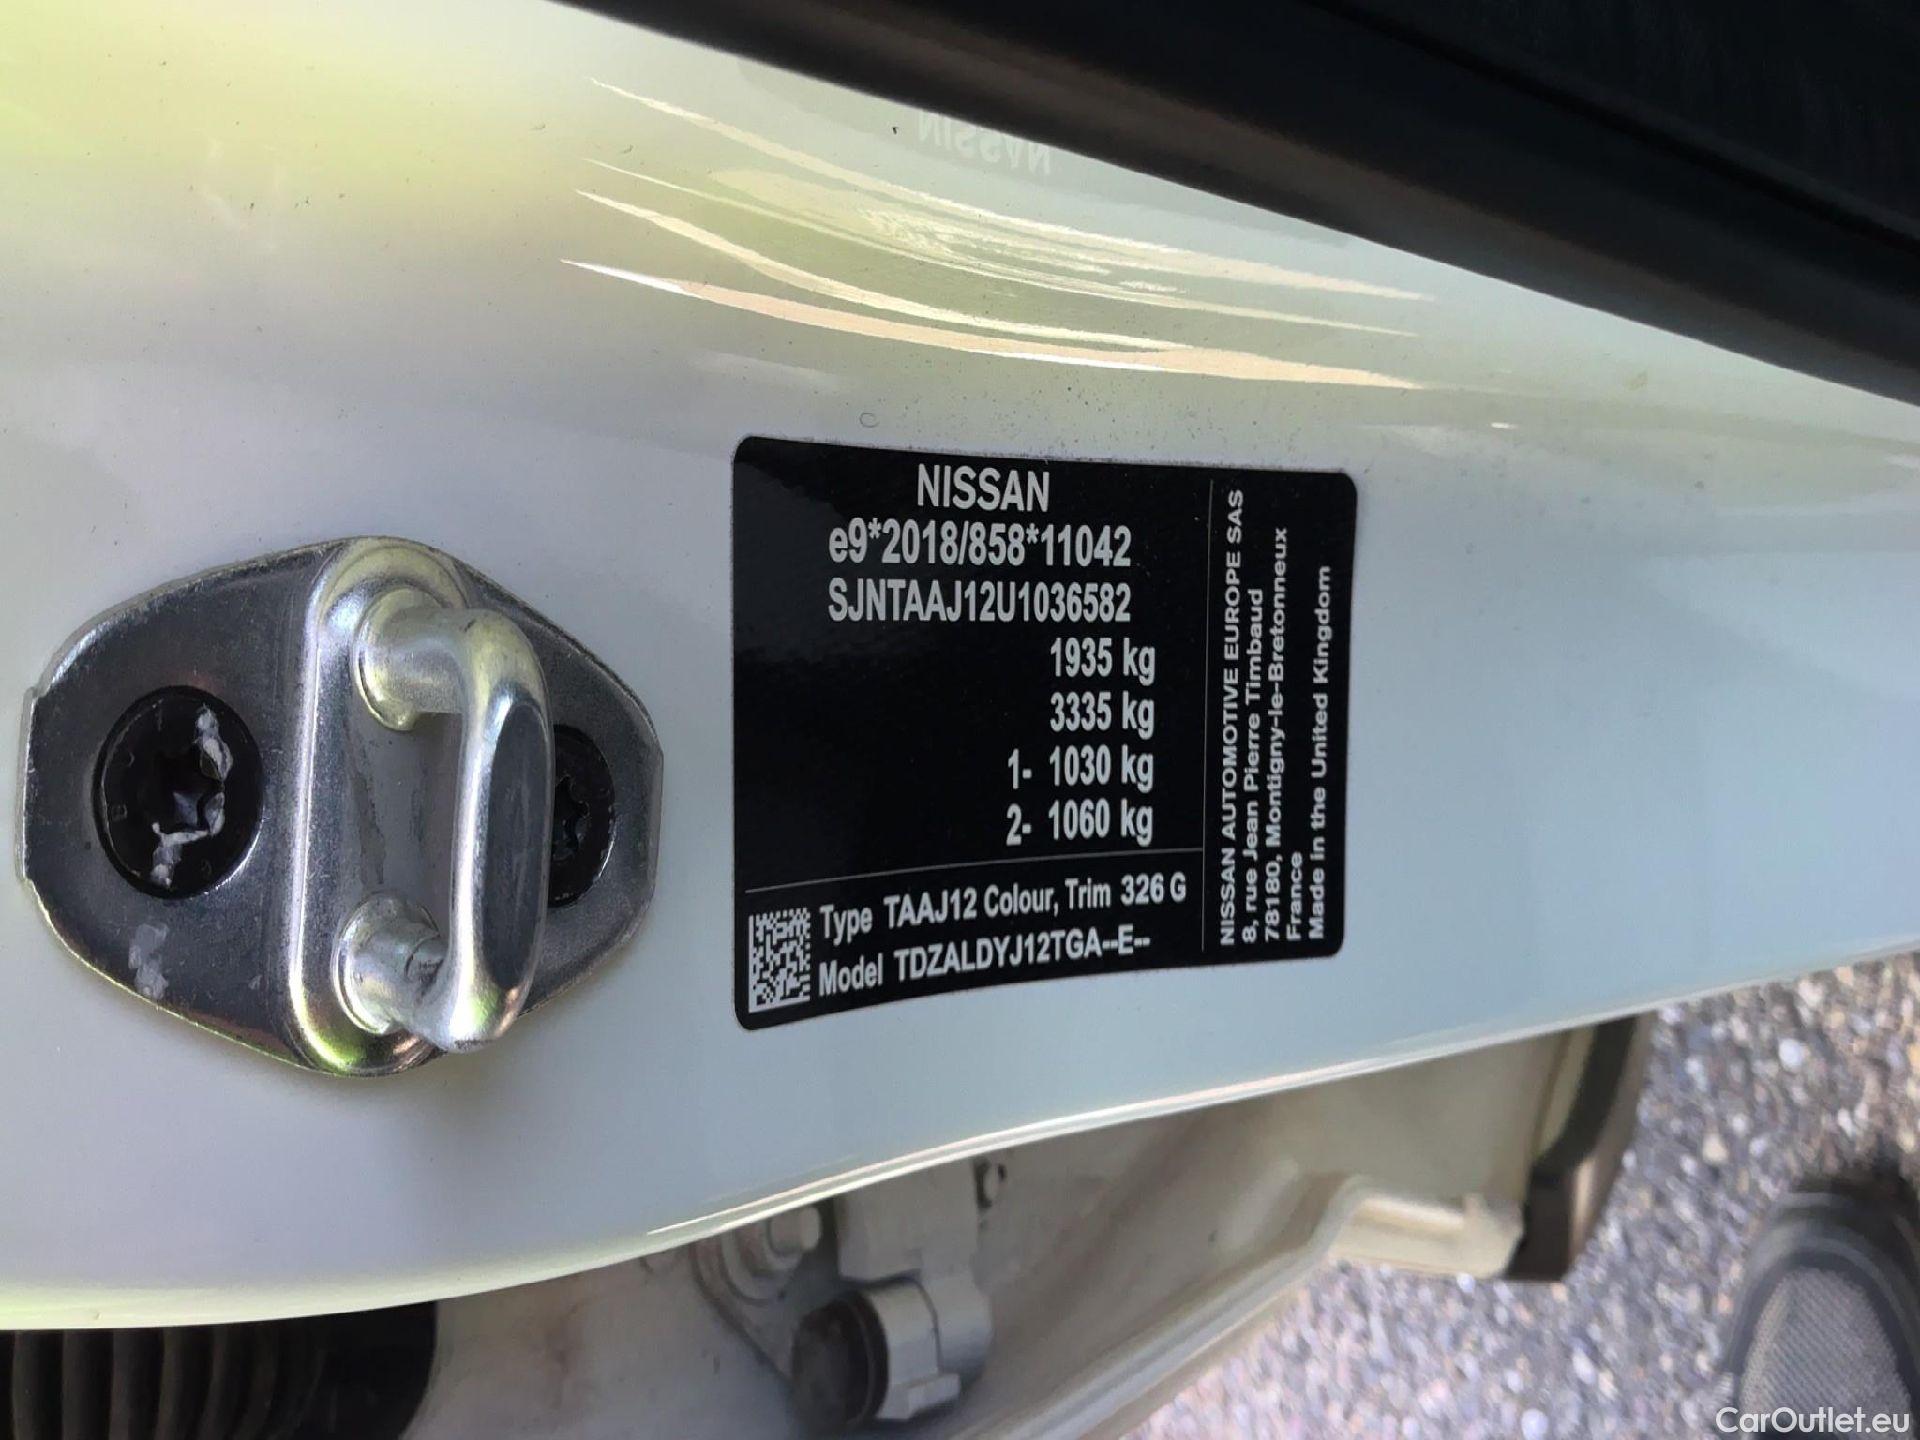 NISSAN
e9*2018/858*11042
SJNTAAJ12U1036582
1935 kg
3335 kg
1- 1030 kg
2- 1060 kg
Type TAAJ12 Colour, Trim 326 G
Model TDZALDYJ12TGA--E--
NISSAN AUTOMOTIVE EUROPE SAS
8, rue Jean Pierre Timbaud
78180, Montigny-le-Bretonneux
France
Made in the United Kingdom
CarOutlet.eu